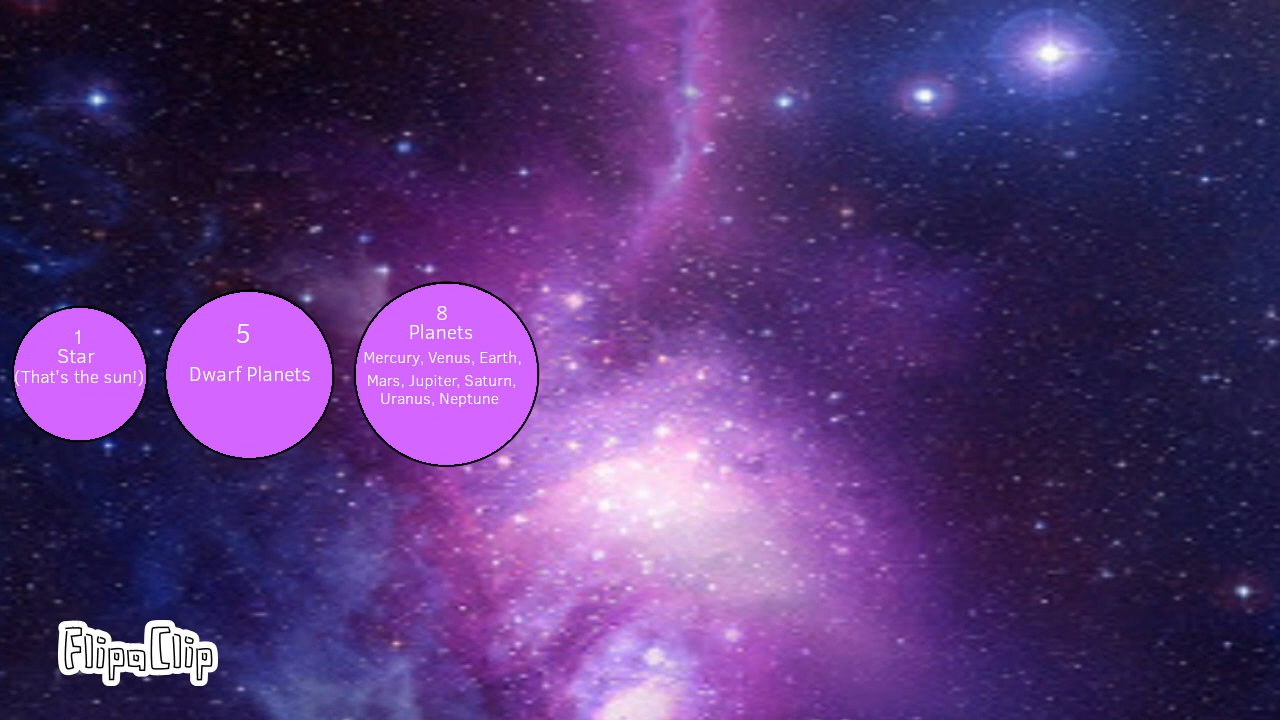 1
Star
(That's the sun!)
5
Dwarf Planets
8
Planets
Mercury, Venus, Earth,
Mars, Jupiter, Saturn,
Uranus, Neptune
FlipaClip